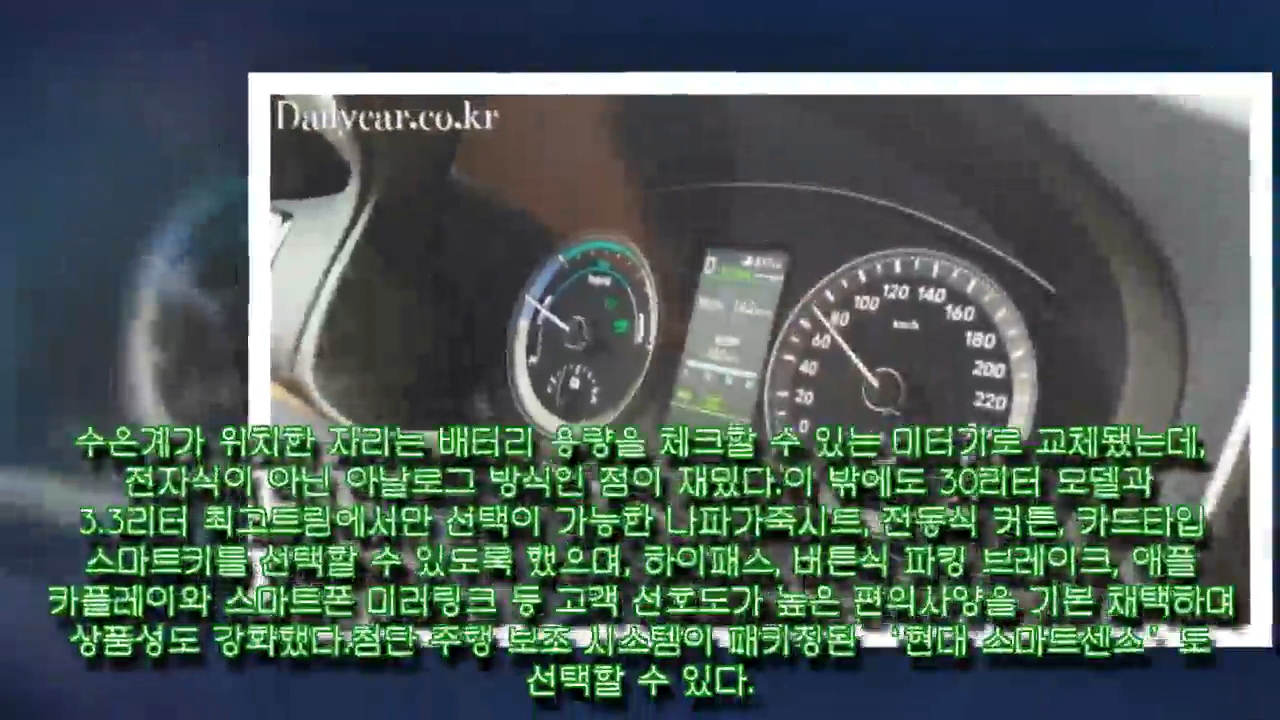 Dailycar.co.kr
120 140
100 160
80 km/h 180
60 200
40 220
20
0
수온계가 위치한 자리는 배터리 용량을 체크할 수 있는 미터기로 교체됐는데,
전자식이 아닌 아날로그 방식인 점이 재밌다.이 밖에도 3.0리터 모델과
3.3리터 최고트림에서만 선택이 가능한 나파가죽시트, 전동식 커튼, 카드타입
스마트키를 선택할 수 있도록 했으며, 하이패스, 버튼식 파킹 브레이크, 애플
카플레이와 스마트폰 미러링크 등 고객 선호도가 높은 편의사양을 기본 채택하며
상품성도 강화했다.첨단 주행 보조 시스템이 패키징된 ‘현대 스마트센스’ 도
선택할 수 있다.